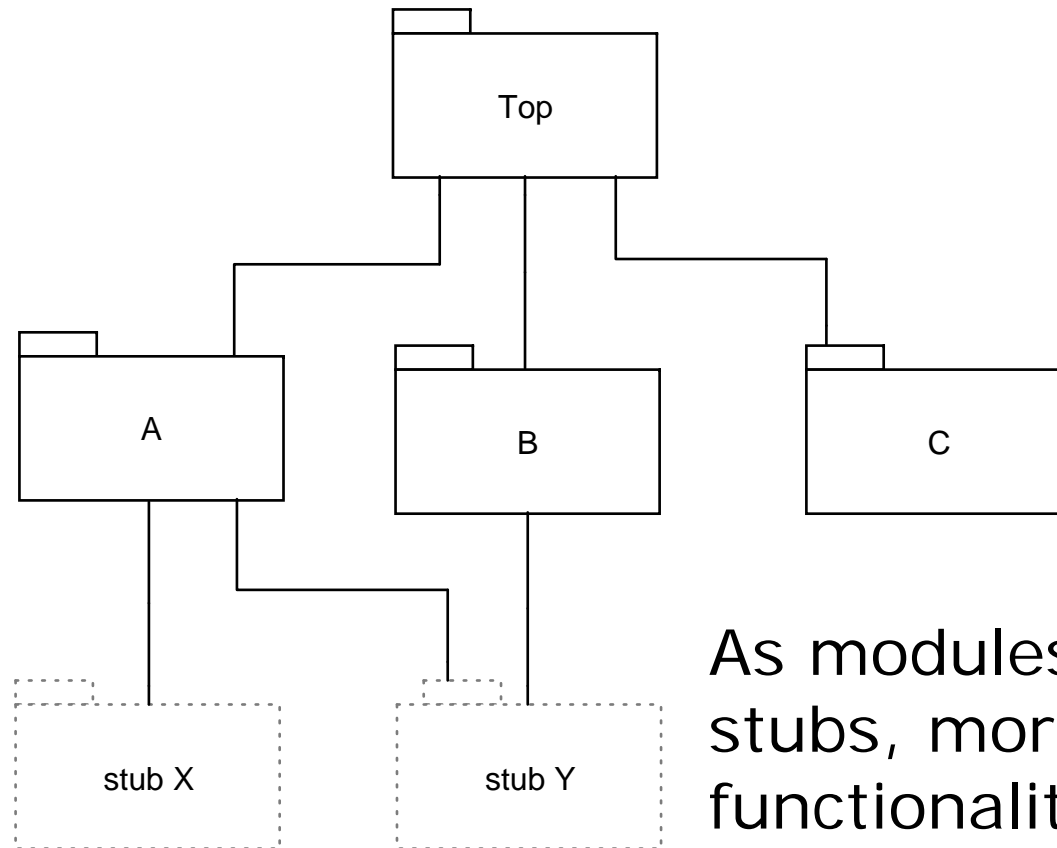 Top
A
B
C
stub X
stub Y
As modules
stubs, mor
functionalit